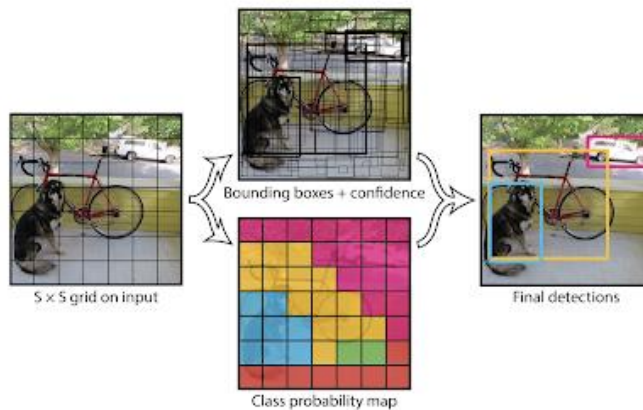 Bounding boxes + confidence
S × S grid on input
Final detections
Class probability map